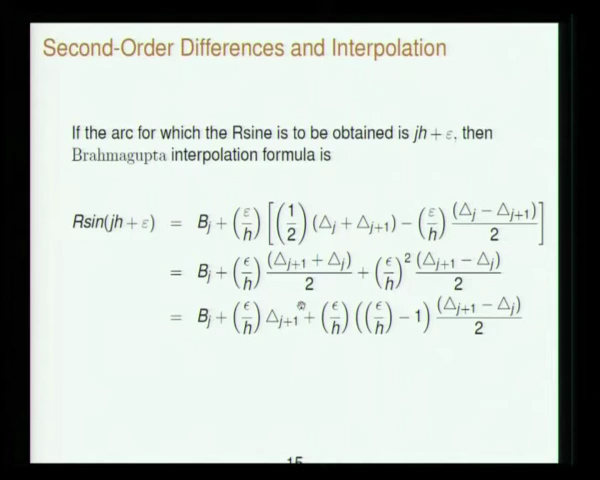 Second-Order Differences and Interpolation
If the arc for which the Rsine is to be obtained is jh + ε, then
Brahmagupta interpolation formula is
Rsin(jh + ε) = B_j + (ε/h) [(1/2) (Δ_j + Δ_{j+1}) − (ε/h) (Δ_j − Δ_{j+1})/2]
= B_j + (ϵ/h) (Δ_{j+1} + Δ_j)/2 + (ϵ/h)^2 (Δ_{j+1} − Δ_j)/2
= B_j + (ϵ/h) Δ_{j+1} + (ϵ/h) ((ϵ/h) − 1) (Δ_{j+1} − Δ_j)/2
15